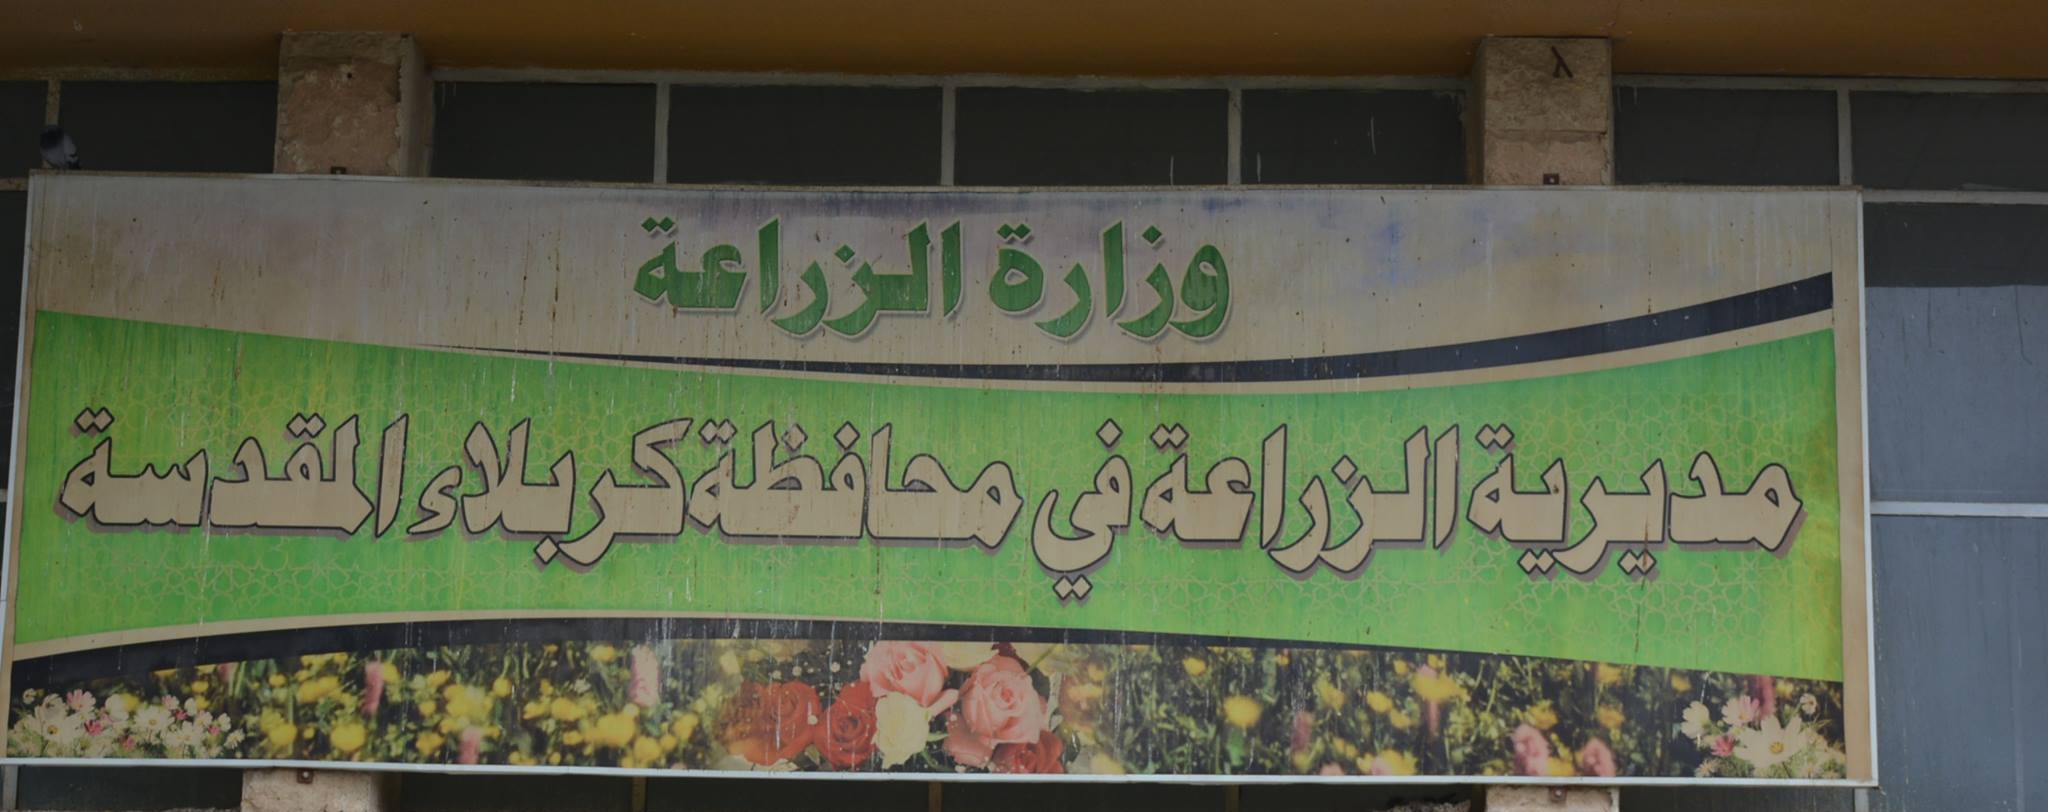 وزارة الزراعة
مديرية الزراعة في محافظة كربلاء المقدسة